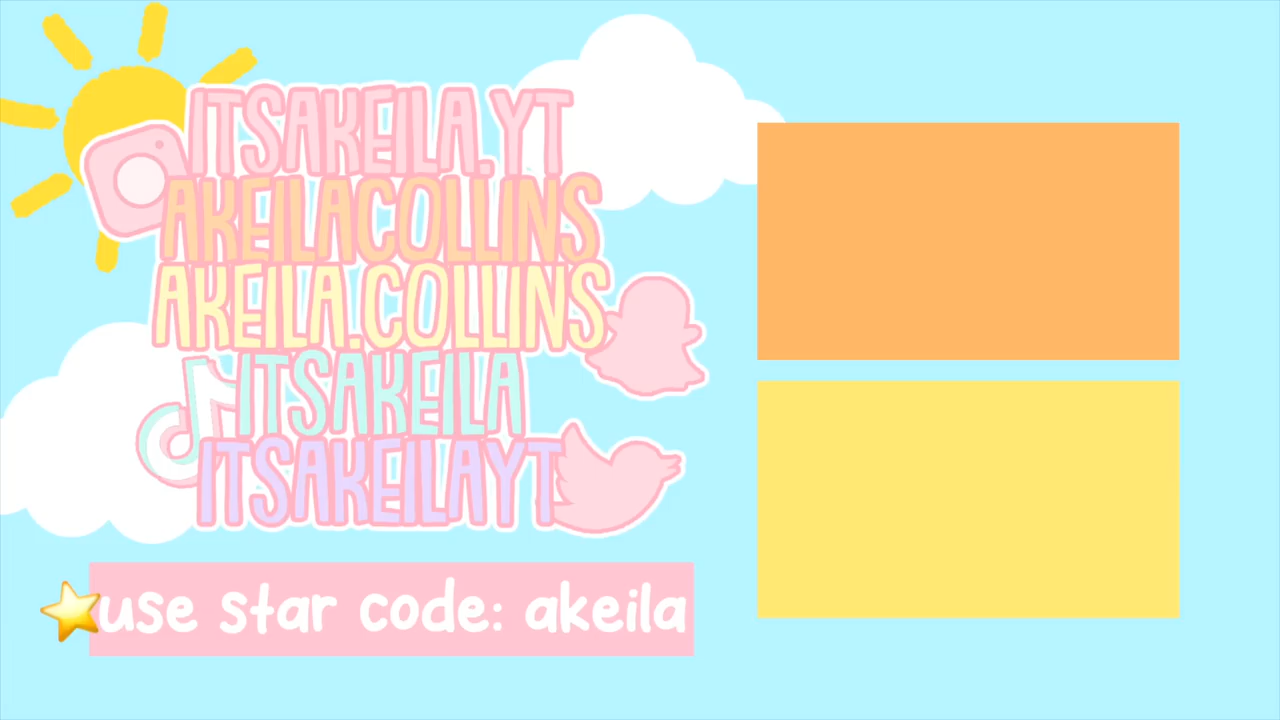 ITSAKEILA.YT
AKEILACOLLINS
AKEILA.COLLINS
ITSAKEILA
ITSAKEILAYT
use star code: akeila